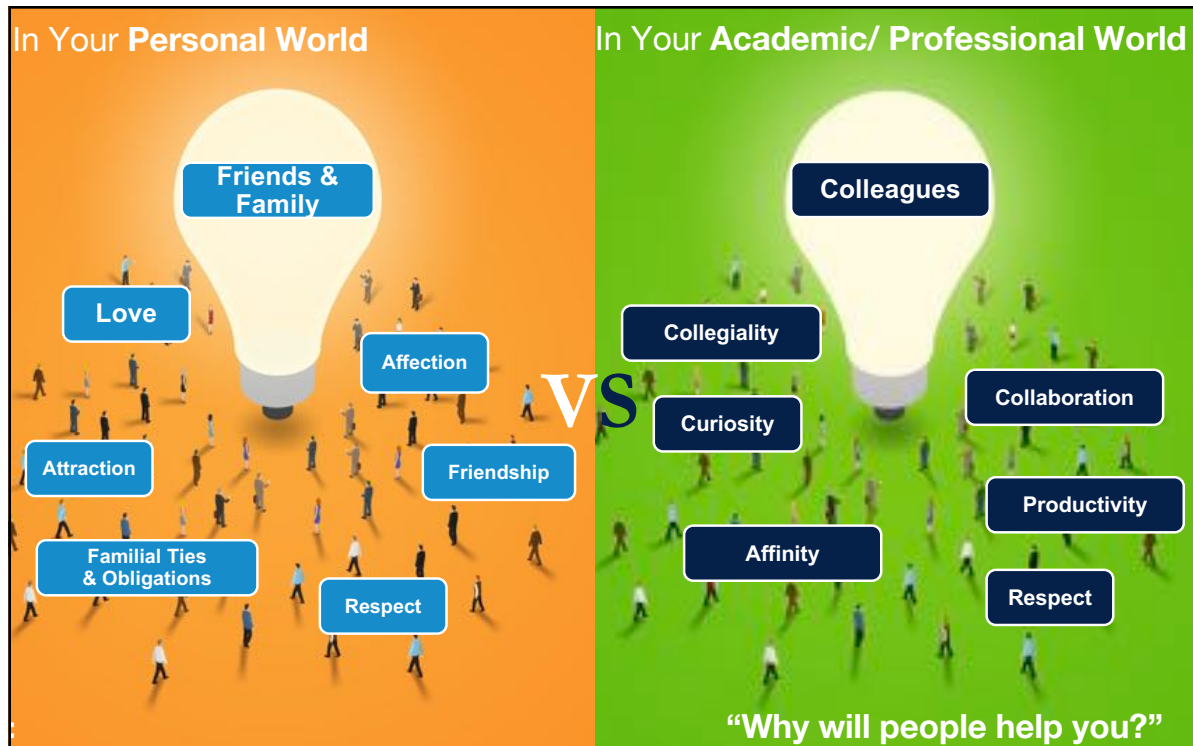 In Your Personal World
Friends &
Family
Love
Affection
Attraction
Friendship
Familial Ties
& Obligations
Respect
VS
In Your Academic/ Professional World
Colleagues
Collegiality
Collaboration
Curiosity
Productivity
Affinity
Respect
“Why will people help you?”